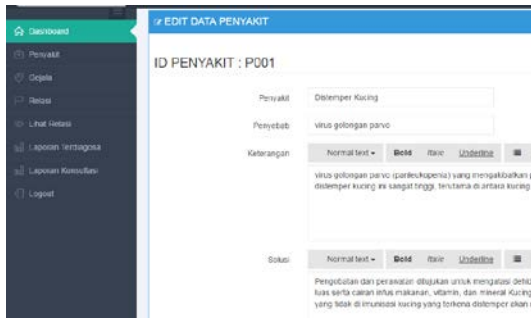 Dashboard
Penyakit
Gejala
Relasi
Lihat Relasi
Laporan Terdiagosa
Laporan Konsultasi
Logout
EDIT DATA PENYAKIT
ID PENYAKIT : P001
Penyakit Distemper Kucing
Penyebab virus golongan parvo
Keterangan Normal text Bold Italic Underline
virus golongan parvo (panleukopenia) yang mengakibatkan
distemper kucing ini sangat tinggi, terutama di antara kucing
Solusi Normal text Bold Italic Underline
Pengobatan dan perawatan ditujukan untuk mengatasi
luas serta cairan infus makanan, vitamin, dan mineral Kucing
yang tidak di imunisasi kucing yang terkena distemper akan